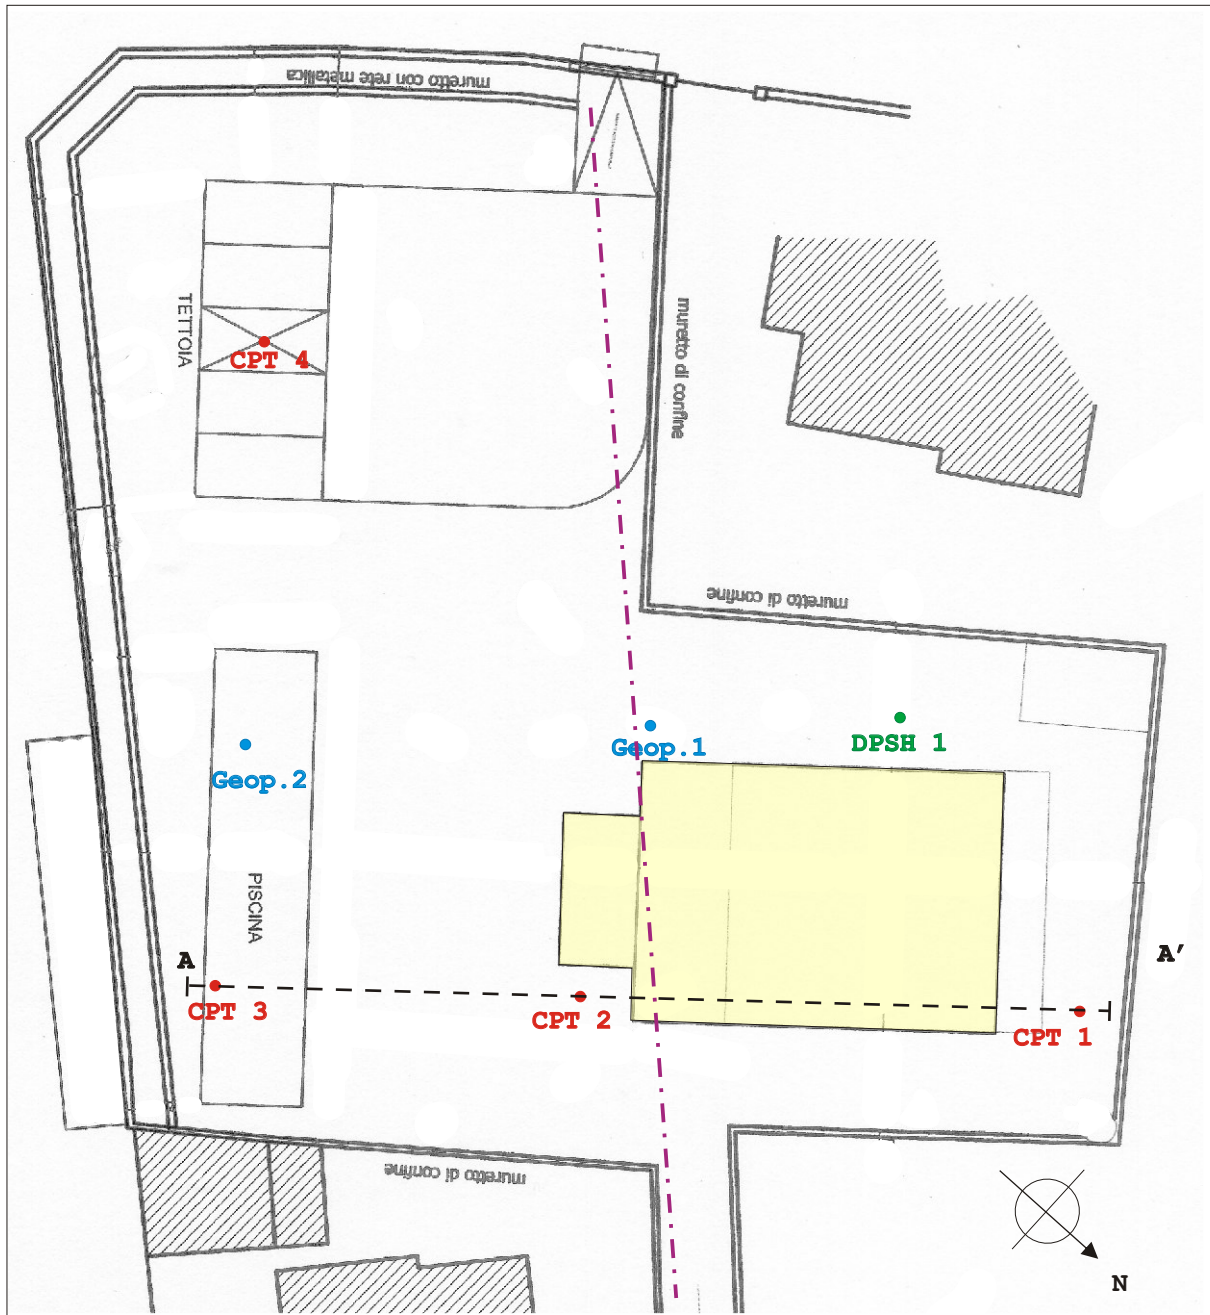 muretto con rete metallica
TETTOIA
CPT 4
muretto di confine
muretto di confine
Geop.1
DPSH 1
Geop.2
PISCINA
A
A'
CPT 3
CPT 2
CPT 1
muretto di confine
N